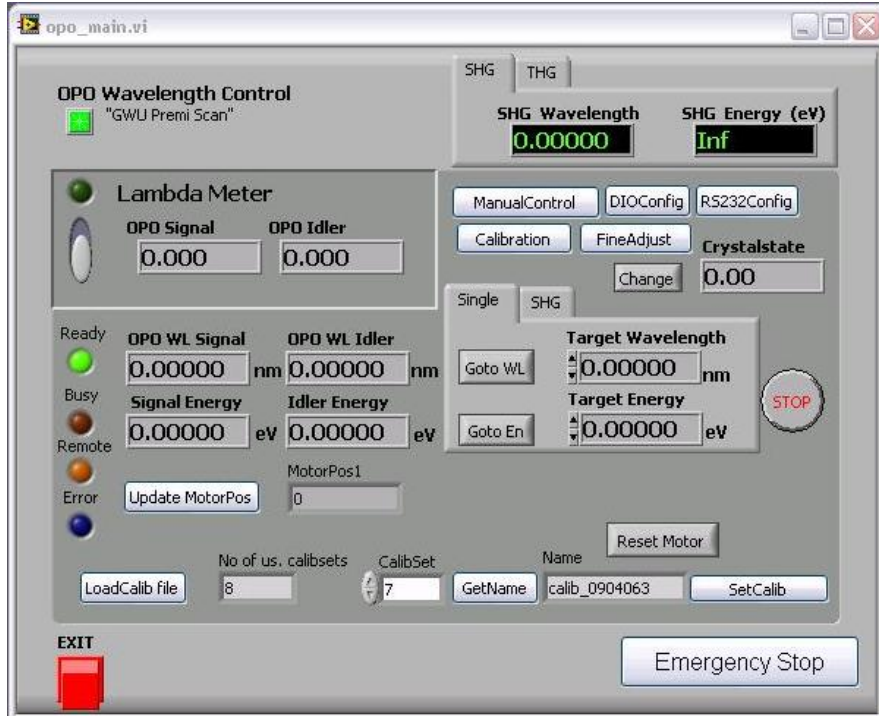 opo_main.vi
OPO Wavelength Control
"GWU Premi Scan"
SHG THG
SHG Wavelength SHG Energy (eV)
0.00000 Inf
Lambda Meter
OPO Signal OPO Idler
0.000 0.000
ManualControl DIOConfig RS232Config
Calibration FineAdjust Crystalstate
Change 0.00
Single SHG
Ready OPO WL Signal OPO WL Idler
0.00000 nm 0.00000 nm
Target Wavelength
Goto WL 0.00000 nm
Busy Signal Energy Idler Energy
0.00000 eV 0.00000 eV
Target Energy
Goto En 0.00000 eV
STOP
Remote
Error Update MotorPos
MotorPos1
0
Reset Motor
No of us. calibsets CalibSet Name
LoadCalib file 8 7 GetName calib_0904063 SetCalib
EXIT
Emergency Stop